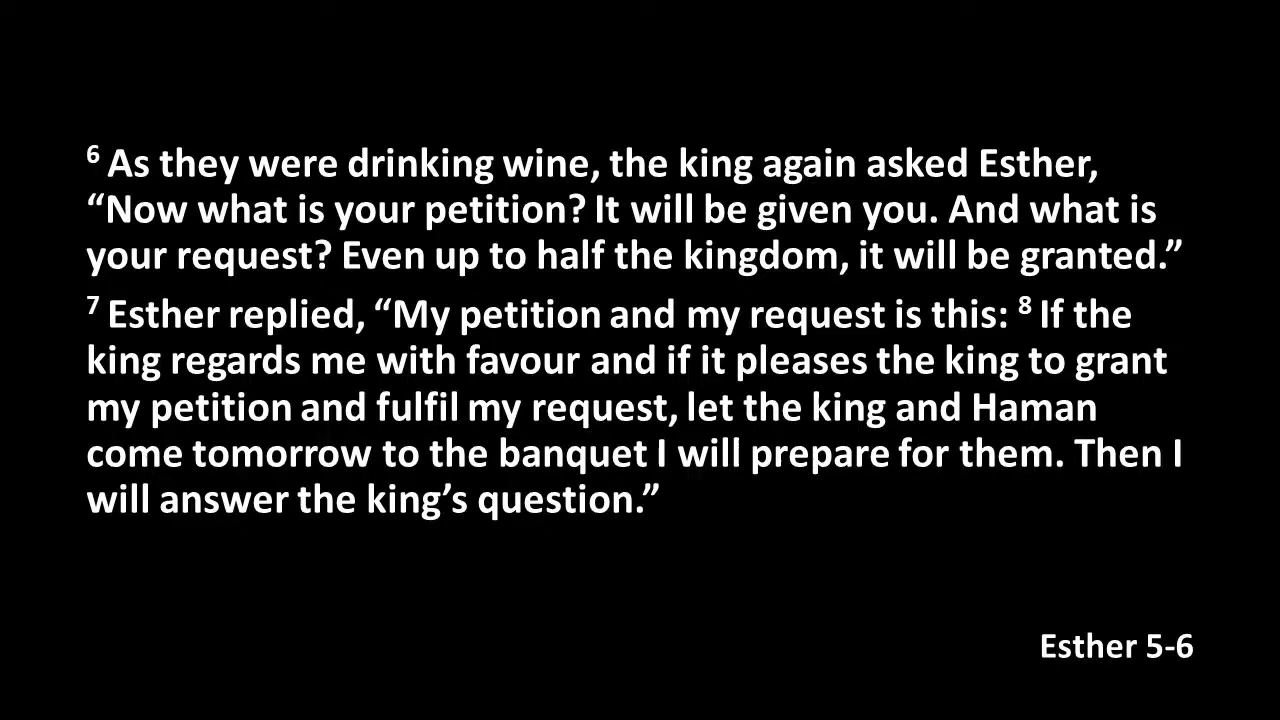 6 As they were drinking wine, the king again asked Esther,
“Now what is your petition? It will be given you. And what is
your request? Even up to half the kingdom, it will be granted.”
7 Esther replied, “My petition and my request is this: 8 If the
king regards me with favour and if it pleases the king to grant
my petition and fulfil my request, let the king and Haman
come tomorrow to the banquet I will prepare for them. Then I
will answer the king’s question.”
Esther 5-6